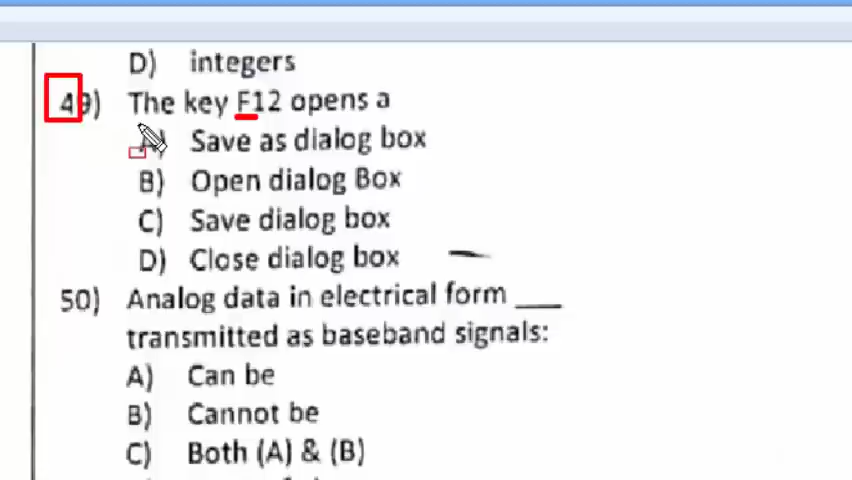 D) integers
49) The key F12 opens a
A) Save as dialog box
B) Open dialog Box
C) Save dialog box
D) Close dialog box
50) Analog data in electrical form ___
transmitted as baseband signals:
A) Can be
B) Cannot be
C) Both (A) & (B)